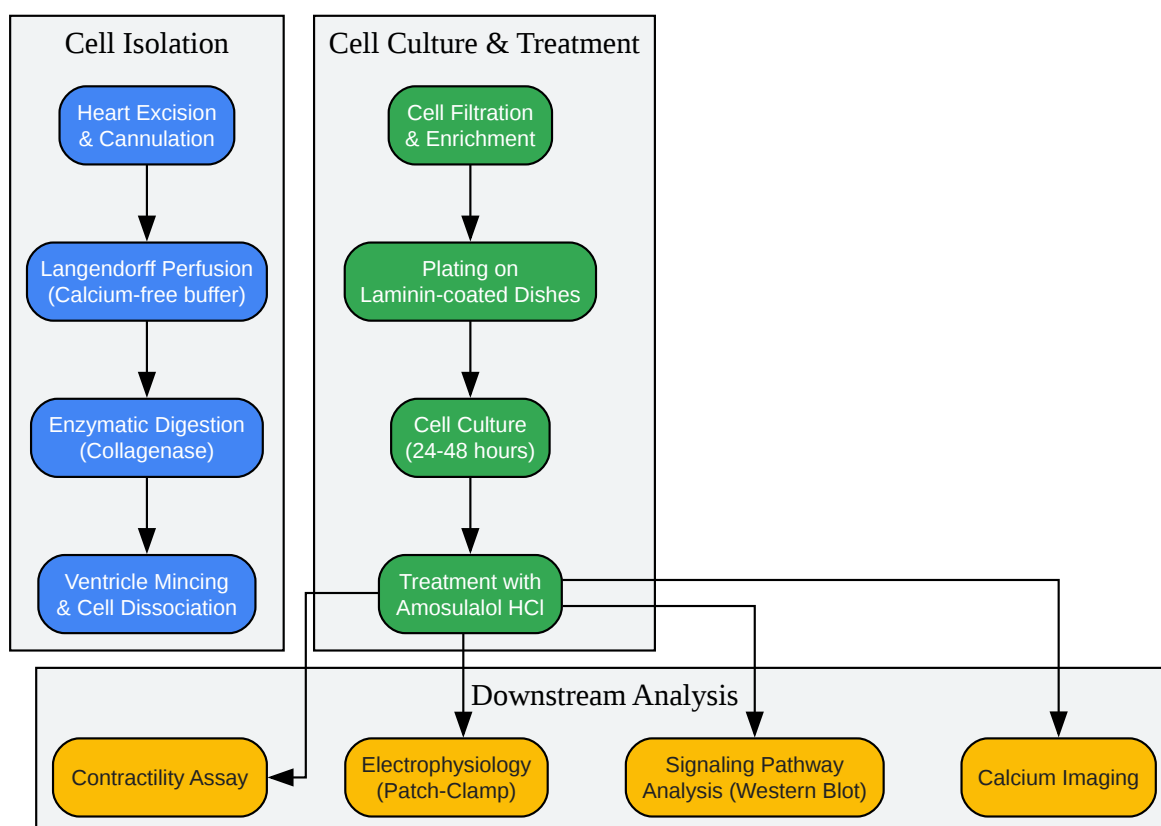 Cell Isolation
Heart Excision
& Cannulation
Langendorff Perfusion
(Calcium-free buffer)
Enzymatic Digestion
(Collagenase)
Ventricle Mincing
& Cell Dissociation
Cell Culture & Treatment
Cell Filtration
& Enrichment
Plating on
Laminin-coated Dishes
Cell Culture
(24-48 hours)
Treatment with
Amosulalol HCl
Downstream Analysis
Contractility Assay
Electrophysiology
(Patch-Clamp)
Signaling Pathway
Analysis (Western Blot)
Calcium Imaging